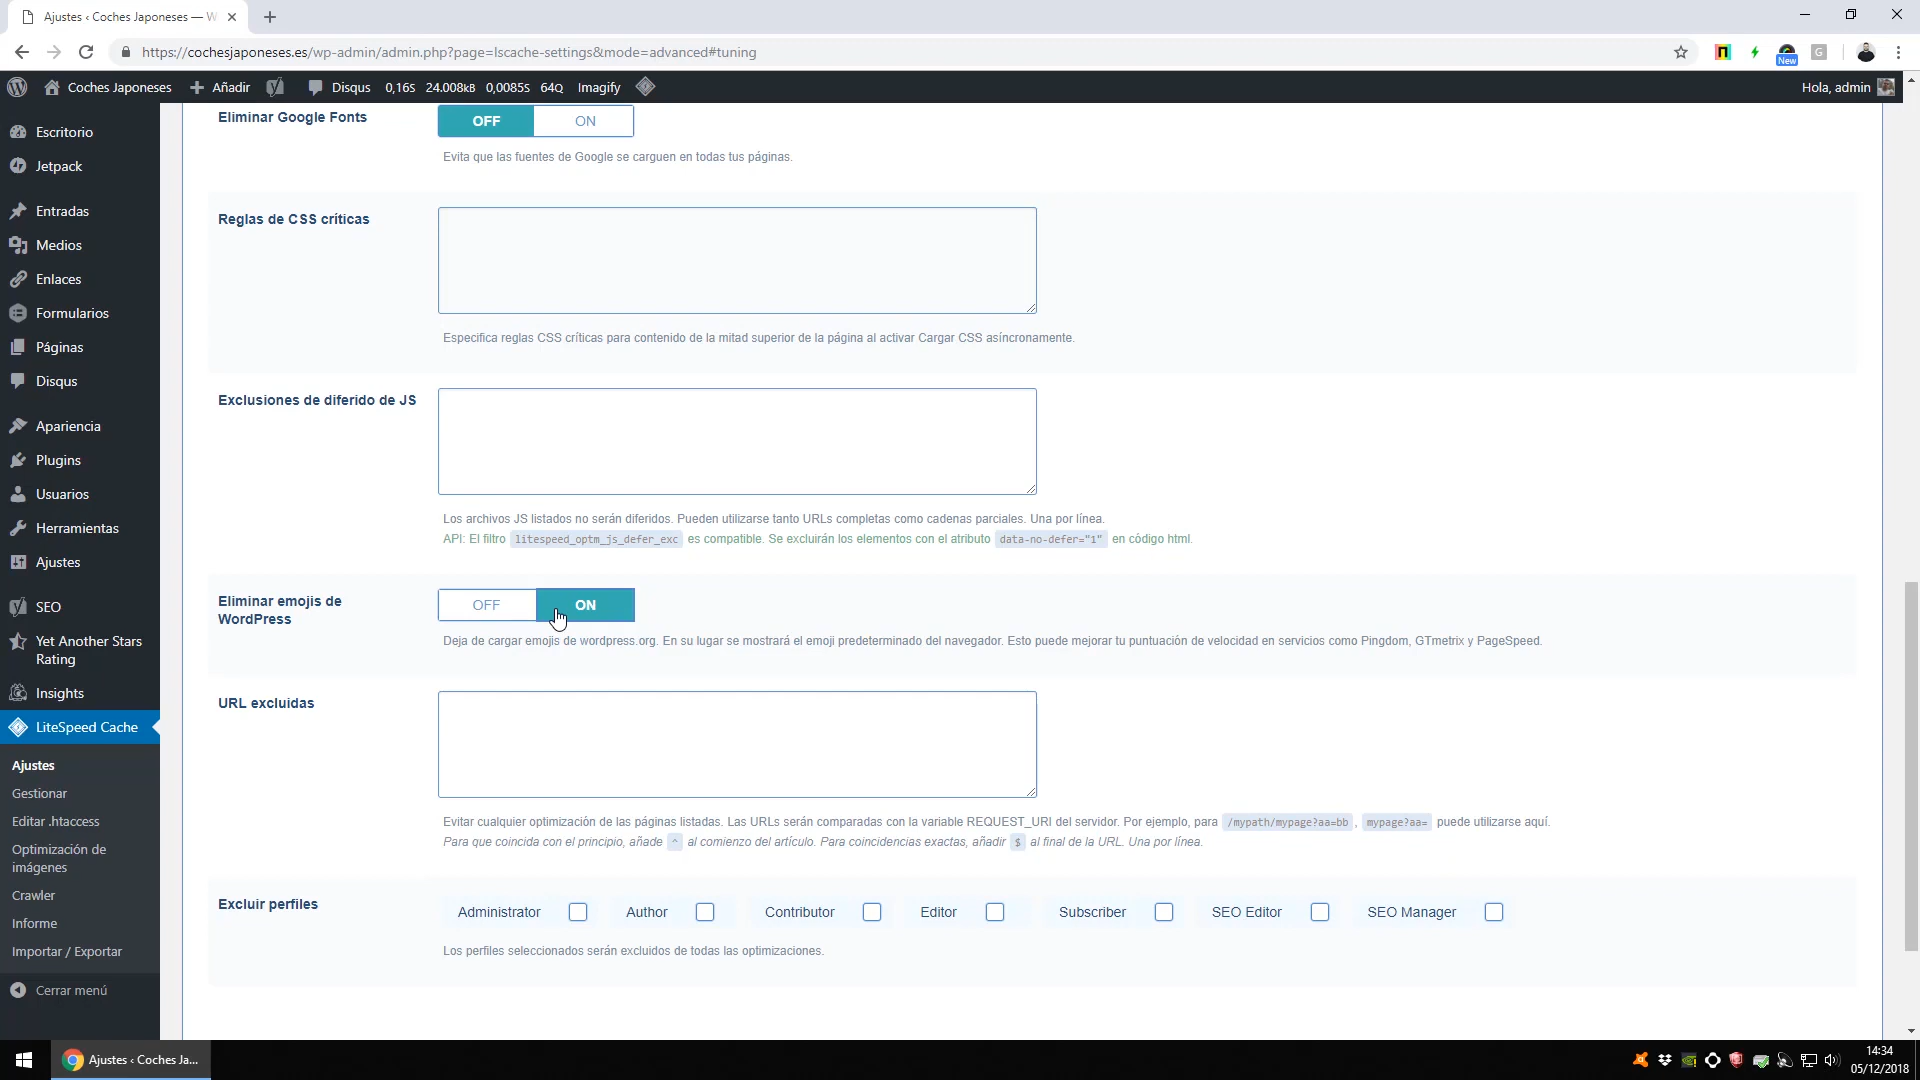 Ajustes ‹ Coches Japoneses — W
https://cochesjaponeses.es/wp-admin/admin.php?page=lscache-settings&mode=advanced#tuning
New
G
Coches Japoneses
Añadir
Disqus
0,16S 24.008KB 0,0085S 64Q
Imagify
Hola, admin
Escritorio
Jetpack
Entradas
Medios
Enlaces
Formularios
Páginas
Disqus
Apariencia
Plugins
Usuarios
Herramientas
Ajustes
SEO
Yet Another Stars
Rating
Insights
LiteSpeed Cache
Ajustes
Gestionar
Editar .htaccess
Optimización de
imágenes
Crawler
Informe
Importar / Exportar
Cerrar menú
Eliminar Google Fonts
OFF ON
Evita que las fuentes de Google se carguen en todas tus páginas.
Reglas de CSS críticas
Especifica reglas CSS críticas para contenido de la mitad superior de la página al activar Cargar CSS asíncronamente.
Exclusiones de diferido de JS
Los archivos JS listados no serán diferidos. Pueden utilizarse tanto URLs completas como cadenas parciales. Una por línea.
API: El filtro litespeed_optm_js_defer_exc es compatible. Se excluirán los elementos con el atributo data-no-defer="1" en código html.
Eliminar emojis de
WordPress
OFF ON
Deja de cargar emojis de wordpress.org. En su lugar se mostrará el emoji predeterminado del navegador. Esto puede mejorar tu puntuación de velocidad en servicios como Pingdom, GTmetrix y PageSpeed.
URL excluidas
Evitar cualquier optimización de las páginas listadas. Las URLs serán comparadas con la variable REQUEST_URI del servidor. Por ejemplo, para /mypath/mypage?aa=bb , mypage?aa= puede utilizarse aquí.
Para que coincida con el principio, añade ^ al comienzo del artículo. Para coincidencias exactas, añadir $ al final de la URL. Una por línea.
Excluir perfiles
Administrator Author Contributor Editor Subscriber SEO Editor SEO Manager
Los perfiles seleccionados serán excluidos de todas las optimizaciones.
Ajustes ‹ Coches Ja...
14:34
05/12/2018